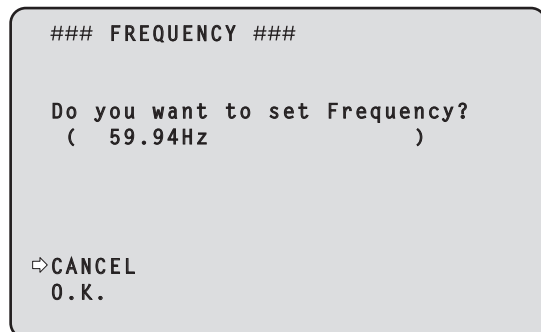 ### FREQUENCY ###
Do you want to set Frequency?
( 59.94Hz )
⇨CANCEL
O.K.